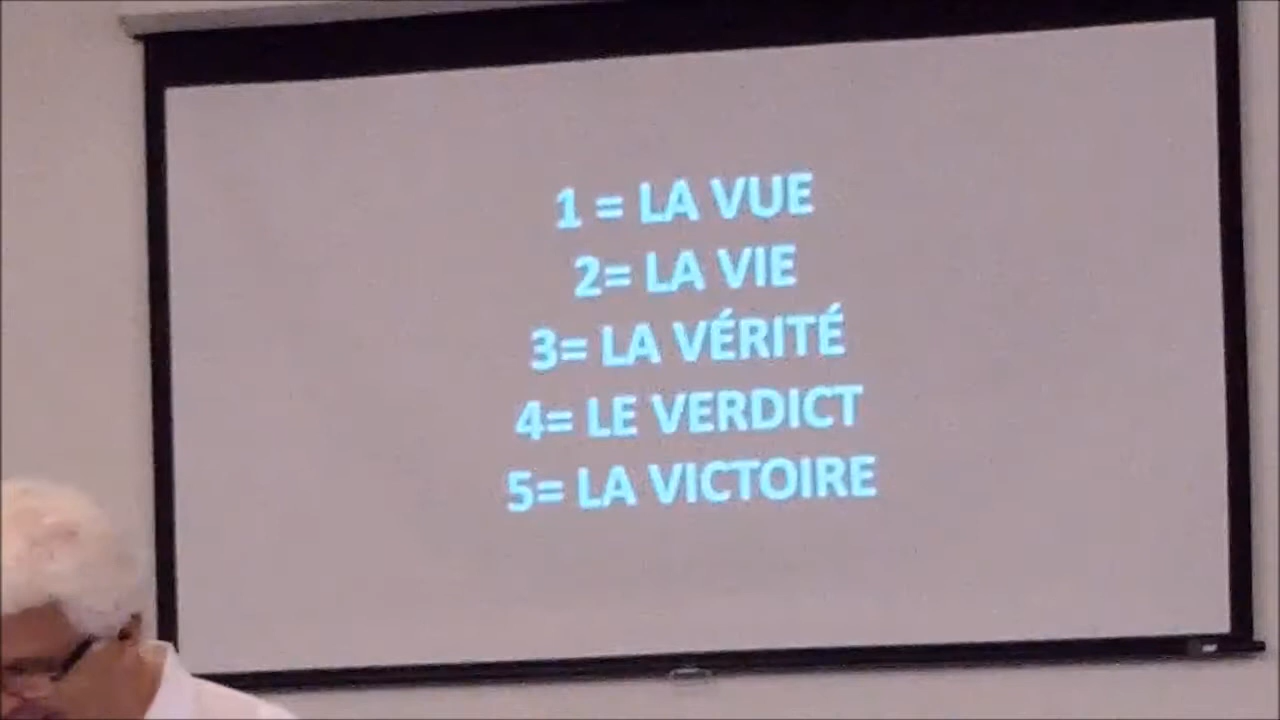 1 = LA VUE
2= LA VIE
3= LA VÉRITÉ
4= LE VERDICT
5= LA VICTOIRE